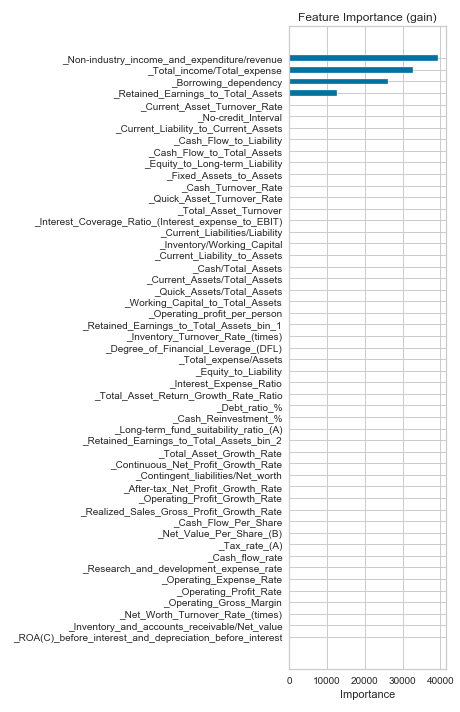 Feature Importance (gain)
_Non-industry_income_and_expenditure/revenue
_Total_income/Total_expense
_Borrowing_dependency
_Retained_Earnings_to_Total_Assets
_Current_Asset_Turnover_Rate
_No-credit_Interval
_Current_Liability_to_Current_Assets
_Cash_Flow_to_Liability
_Cash_Flow_to_Total_Assets
_Equity_to_Long-term_Liability
_Fixed_Assets_to_Assets
_Cash_Turnover_Rate
_Quick_Asset_Turnover_Rate
_Total_Asset_Turnover
_Interest_Coverage_Ratio_(Interest_expense_to_EBIT)
_Current_Liabilities/Liability
_Inventory/Working_Capital
_Current_Liability_to_Assets
_Cash/Total_Assets
_Current_Assets/Total_Assets
_Quick_Assets/Total_Assets
_Working_Capital_to_Total_Assets
_Operating_profit_per_person
_Retained_Earnings_to_Total_Assets_bin_1
_Inventory_Turnover_Rate_(times)
_Degree_of_Financial_Leverage_(DFL)
_Total_expense/Assets
_Equity_to_Liability
_Interest_Expense_Ratio
_Total_Asset_Return_Growth_Rate_Ratio
_Debt_ratio_%
_Cash_Reinvestment_%
_Long-term_fund_suitability_ratio_(A)
_Retained_Earnings_to_Total_Assets_bin_2
_Total_Asset_Growth_Rate
_Continuous_Net_Profit_Growth_Rate
_Contingent_liabilities/Net_worth
_After-tax_Net_Profit_Growth_Rate
_Operating_Profit_Growth_Rate
_Realized_Sales_Gross_Profit_Growth_Rate
_Cash_Flow_Per_Share
_Net_Value_Per_Share_(B)
_Tax_rate_(A)
_Cash_flow_rate
_Research_and_development_expense_rate
_Operating_Expense_Rate
_Operating_Profit_Rate
_Operating_Gross_Margin
_Net_Worth_Turnover_Rate_(times)
_Inventory_and_accounts_receivable/Net_value
_ROA(C)_before_interest_and_depreciation_before_interest
0 10000 20000 30000 40000
Importance